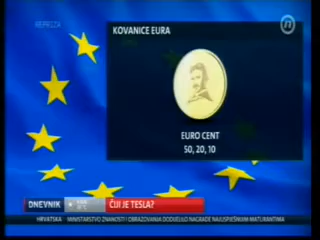 REPRIZA
KOVANICE EURA
EURO CENT
50, 20, 10
DNEVNIK
ČIJI JE TESLA?
HRVATSKA MINISTARSTVO ZNANOSTI I OBRAZOVANJA DODIJELILO NAGRADE NAJUSPJEŠNIJIM MATURANTIMA